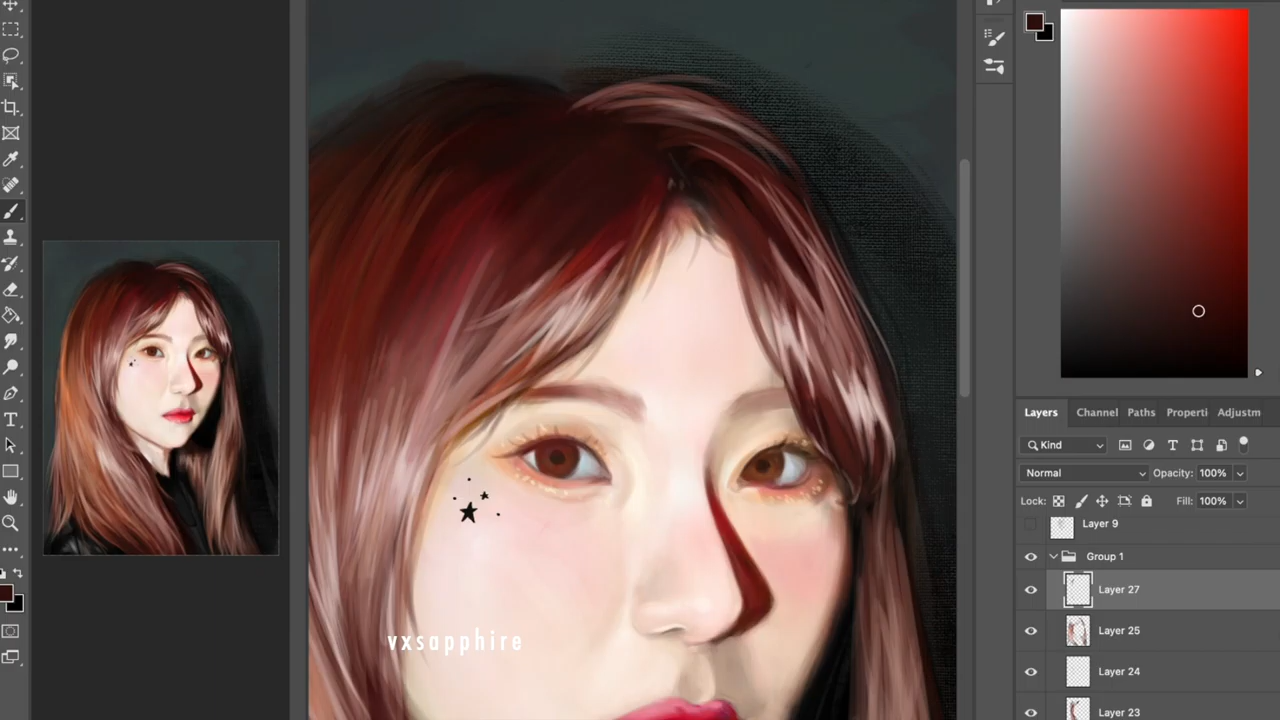 vxsapphire
Layers Channel Paths Properti Adjustm
Kind
Normal Opacity: 100%
Lock: Fill: 100%
Layer 9
Group 1
Layer 27
Layer 25
Layer 24
Layer 23